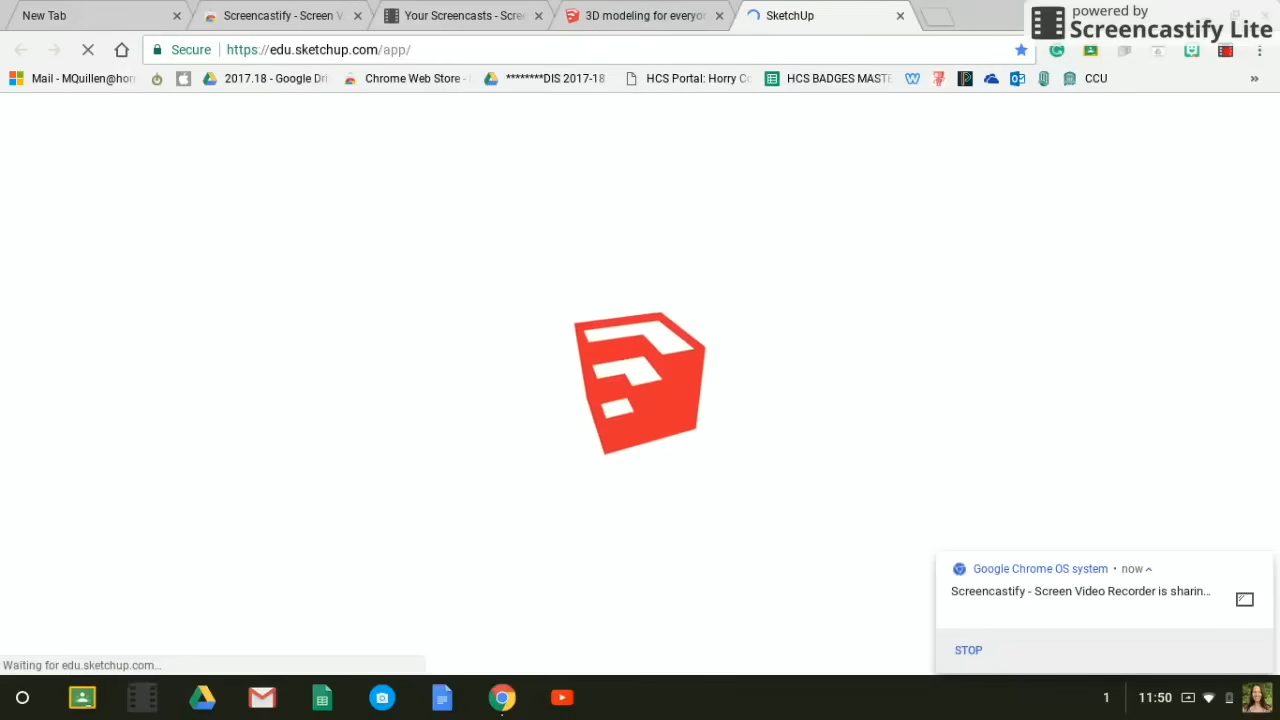 New Tab
Screencastify - Screen
Your Screencasts - Scre
3D modeling for everyo
SketchUp
powered by
Screencastify Lite
Secure
https://edu.sketchup.com/app/
Mail - MQuillen@hor
2017.18 - Google Dri
Chrome Web Store -
********DIS 2017-18
HCS Portal: Horry Co
HCS BADGES MASTE
CCU
»
Google Chrome OS system • now
Screencastify - Screen Video Recorder is sharin...
STOP
Waiting for edu.sketchup.com...
1
11:50